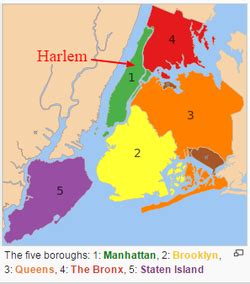 Harlem
4
1
3
2
5
The five boroughs: 1: Manhattan, 2: Brooklyn,
3: Queens, 4: The Bronx, 5: Staten Island